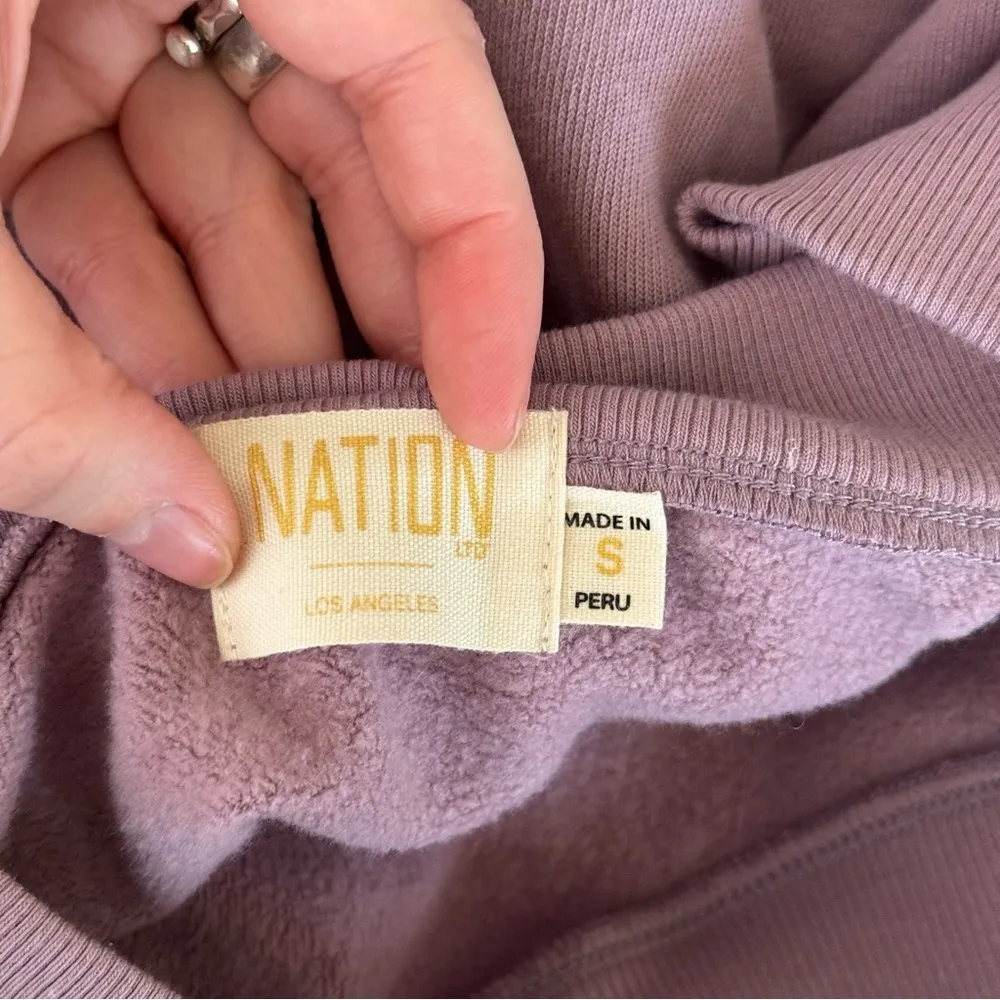 NATION
LTD
LOS ANGELES
MADE IN
S
PERU